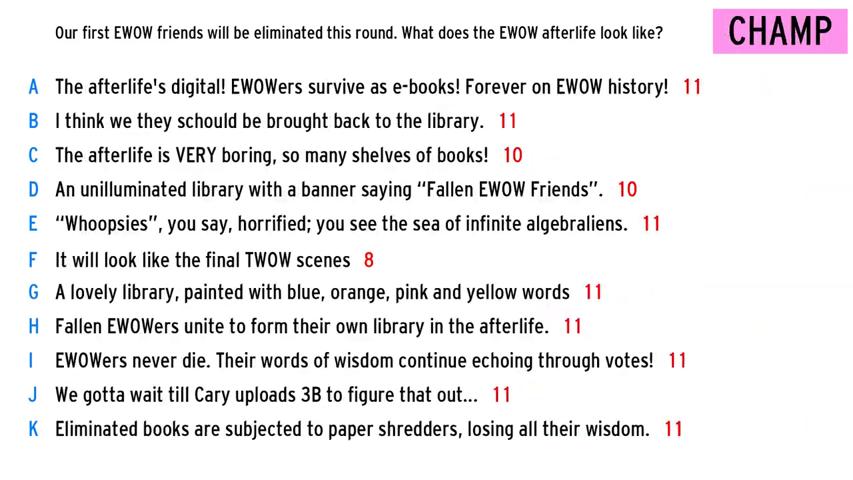 Our first EWOW friends will be eliminated this round. What does the EWOW afterlife look like?
CHAMP
A The afterlife's digital! EWOWers survive as e-books! Forever on EWOW history! 11
B I think we they schould be brought back to the library. 11
C The afterlife is VERY boring, so many shelves of books! 10
D An unilluminated library with a banner saying “Fallen EWOW Friends”. 10
E “Whoopsies”, you say, horrified; you see the sea of infinite algebraliens. 11
F It will look like the final TWOW scenes 8
G A lovely library, painted with blue, orange, pink and yellow words 11
H Fallen EWOWers unite to form their own library in the afterlife. 11
I EWOWers never die. Their words of wisdom continue echoing through votes! 11
J We gotta wait till Cary uploads 3B to figure that out... 11
K Eliminated books are subjected to paper shredders, losing all their wisdom. 11